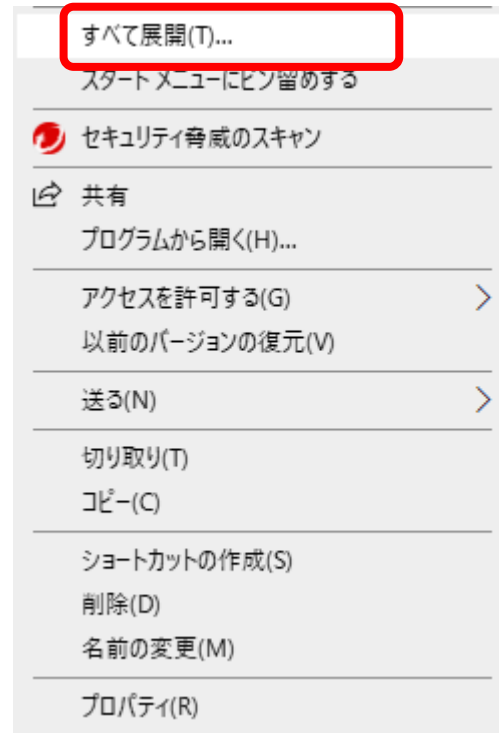 すべて展開(T)...
スタート メニューにピン留めする
セキュリティ脅威のスキャン
共有
プログラムから開く(H)...
アクセスを許可する(G)
以前のバージョンの復元(V)
送る(N)
切り取り(T)
コピー(C)
ショートカットの作成(S)
削除(D)
名前の変更(M)
プロパティ(R)